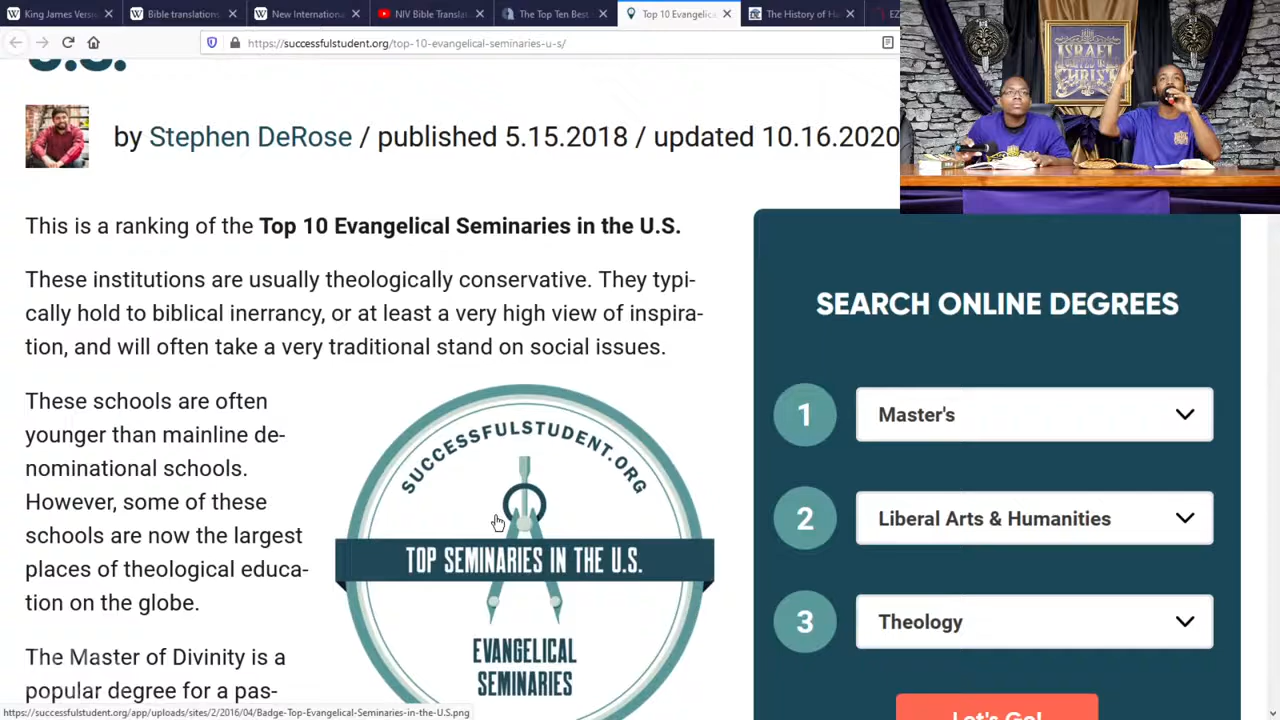 King James Versi
Bible translations
New Internationa
NIV Bible Transla
The Top Ten Best
Top 10 Evangelica
The History of Ha
EZ
https://successfulstudent.org/top-10-evangelical-seminaries-u-s/
U.S.
by Stephen DeRose / published 5.15.2018 / updated 10.16.2020
This is a ranking of the Top 10 Evangelical Seminaries in the U.S.
These institutions are usually theologically conservative. They typi-
cally hold to biblical inerrancy, or at least a very high view of inspira-
tion, and will often take a very traditional stand on social issues.
These schools are often
younger than mainline de-
nominational schools.
However, some of these
schools are now the largest
places of theological educa-
tion on the globe.
The Master of Divinity is a
popular degree for a pas-
SUCCESSFULSTUDENT.ORG
TOP SEMINARIES IN THE U.S.
EVANGELICAL
SEMINARIES
SEARCH ONLINE DEGREES
1 Master's
2 Liberal Arts & Humanities
3 Theology
Let's Go!
ISRAEL
UNITED IN
CHRIST
https://successfulstudent.org/app/uploads/sites/2/2016/04/Badge-Top-Evangelical-Seminaries-in-the-U.S.png